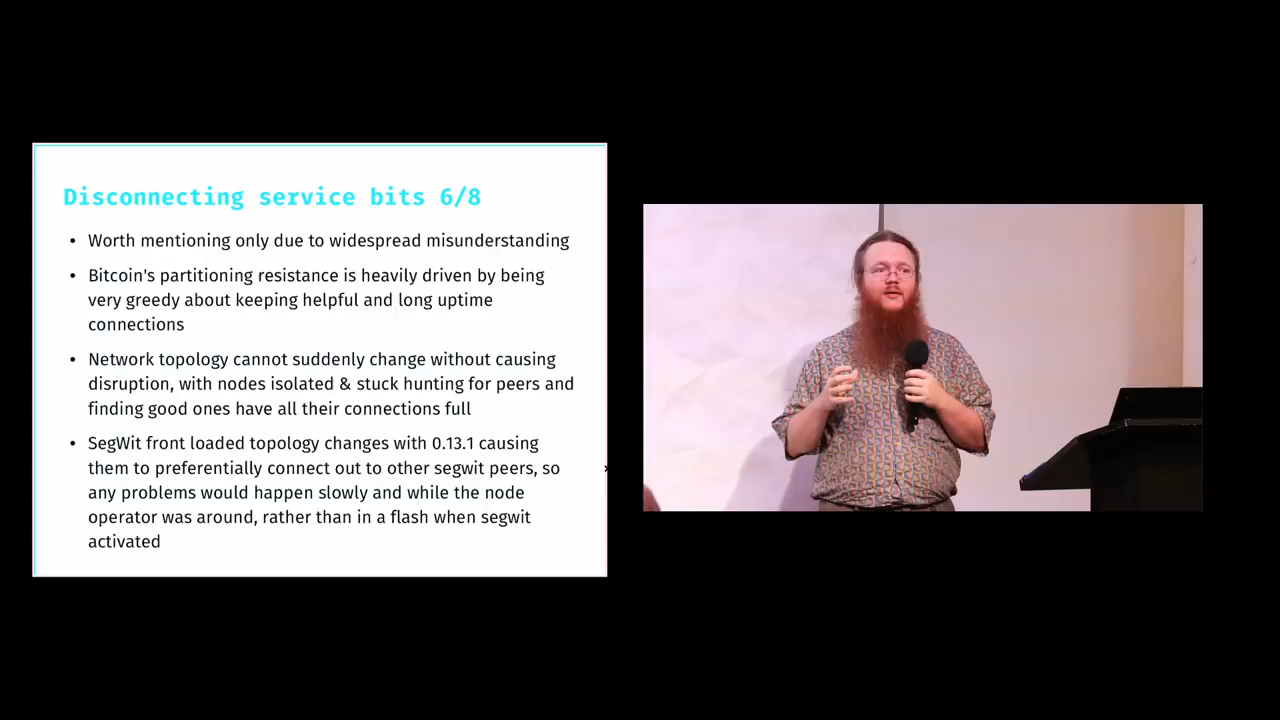 Disconnecting service bits 6/8
• Worth mentioning only due to widespread misunderstanding
• Bitcoin's partitioning resistance is heavily driven by being
very greedy about keeping helpful and long uptime
connections
• Network topology cannot suddenly change without causing
disruption, with nodes isolated & stuck hunting for peers and
finding good ones have all their connections full
• SegWit front loaded topology changes with 0.13.1 causing
them to preferentially connect out to other segwit peers, so
any problems would happen slowly and while the node
operator was around, rather than in a flash when segwit
activated